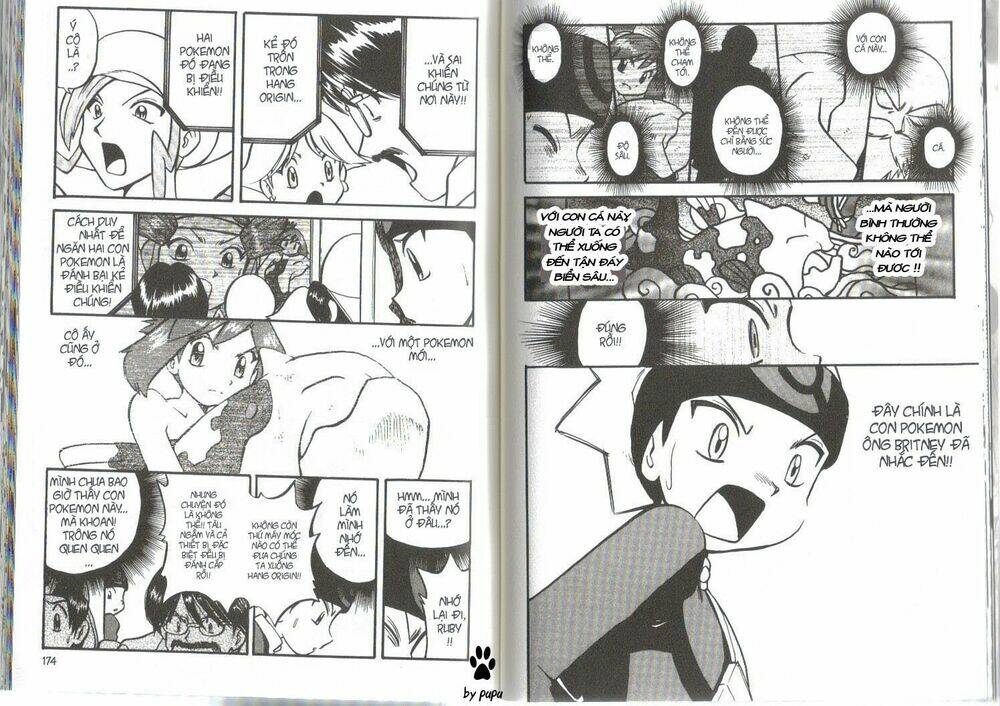 Ý
CÔ
LÀ
..?
HAI
POKEMON
ĐÓ ĐANG
BỊ ĐIỀU
KHIỂN!!
KẺ ĐÓ
TRỐN
TRONG
HANG
ORIGIN...
...VÀ SAI
KHIẾN
CHÚNG TỪ
NƠI NÀY!!
CÁCH DUY
NHẤT ĐỂ
NGĂN HAI CON
POKEMON LÀ
ĐÁNH BẠI KẺ
ĐIỀU KHIỂN
CHÚNG!
CÔ ẤY
CŨNG Ở
ĐÓ...
...VỚI MỘT POKEMON
MỚI...
MÌNH CHƯA BAO
GIỜ THẤY CON
POKEMON NÀY...
MÀ KHOAN!
TRÔNG NÓ
QUEN QUEN...
NHƯNG
CHUYỆN ĐÓ
LÀ KHÔNG
THỂ!! TÀU
NGẦM VÀ CẢ
THIẾT BỊ ĐẶC
BIỆT ĐỀU BỊ
ĐÁNH CẮP
RỒI!!
KHÔNG CÒN
THỨ MÁY MÓC
NÀO CÓ THỂ
ĐƯA CHÚNG
TA XUỐNG
HANG ORIGIN!!
NÓ
LÀM
MÌNH
NHỚ
ĐẾN...
HMM... MÌNH
ĐÃ THẤY NÓ
Ở ĐÂU...?
NHỚ
LẠI
ĐI,
RUBY
!!
174
by pupu
KHÔNG
THỂ.
KHÔNG
THỂ
CHẠM
TỚI.
ĐỘ
SÂU.
KHÔNG THỂ
ĐẾN ĐƯỢC
CHỈ BẰNG SỨC
NGƯỜI...
VỚI
CON
CÁ
NÀY...
CÁ.
VỚI CON CÁ NÀY
NGƯỜI TA CÓ
THỂ XUỐNG
ĐẾN TẬN ĐÁY
BIỂN SÂU...
...MÀ NGƯỜI
BÌNH THƯỜNG
KHÔNG THỂ
NÀO TỚI
ĐƯỢC !!
ĐÚNG
RỒI!!
ĐÂY CHÍNH LÀ
CON POKEMON
ÔNG BRITNEY ĐÃ
NHẮC ĐẾN!!